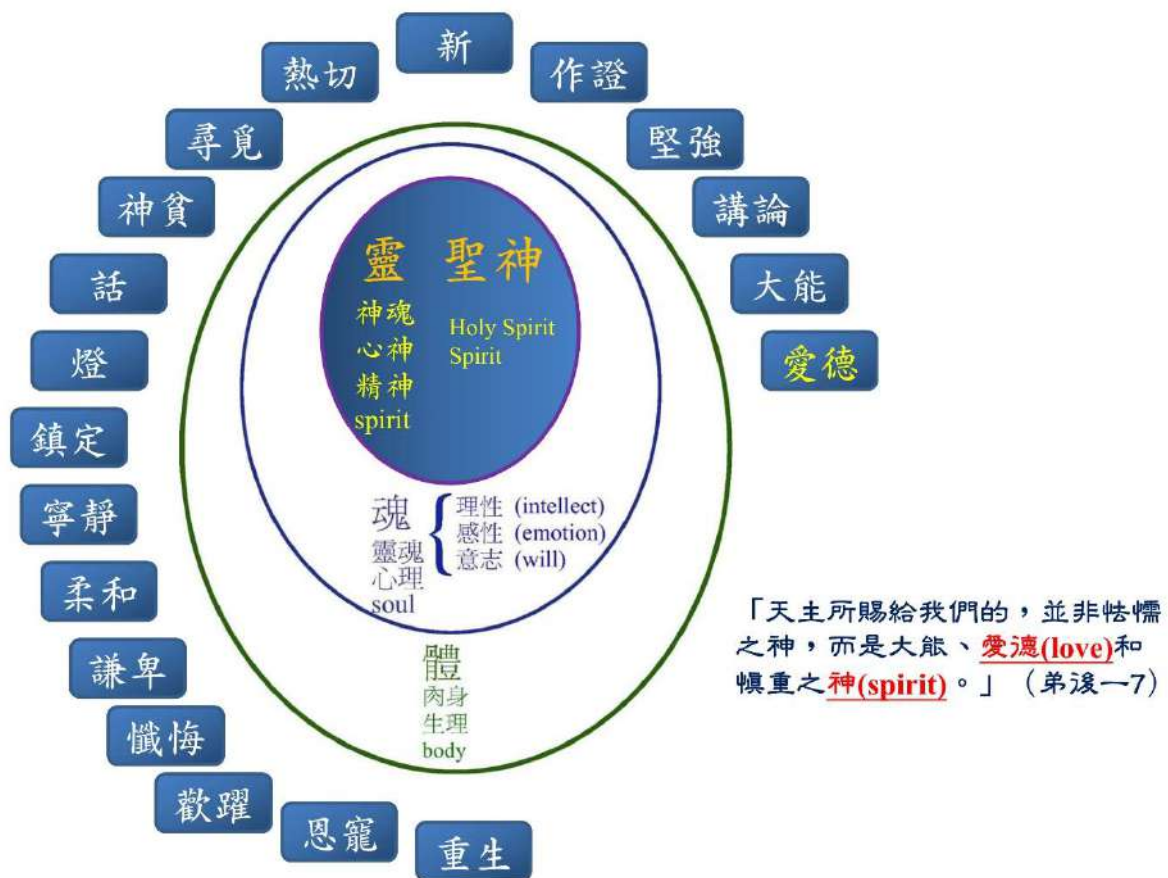 新
熱切
作證
尋覓
堅強
神貧
講論
話
大能
燈
愛德
鎮定
寧靜
柔和
謙卑
懺悔
歡躍
恩寵
重生
靈 聖神
神魂
心神
精神
spirit
Holy Spirit
Spirit
魂
靈魂
心理
soul
理性 (intellect)
感性 (emotion)
意志 (will)
體
肉身
生理
body
「天主所賜給我們的,並非怯懦
之神,而是大能、愛德(love)和
慎重之神(spirit)。」(弟後一7)